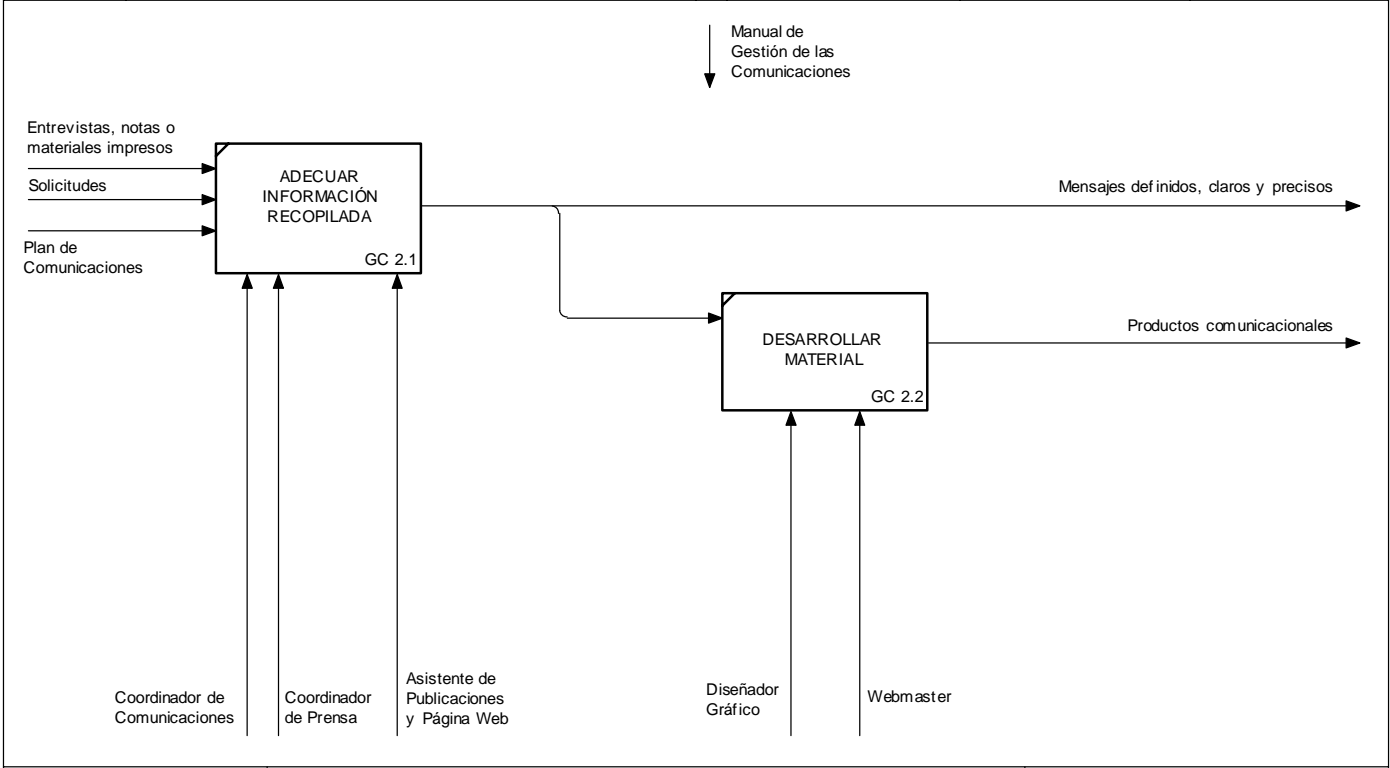 Manual de
Gestión de las
Comunicaciones
Entrevistas, notas o
materiales impresos
Solicitudes
Plan de
Comunicaciones
ADECUAR
INFORMACIÓN
RECOPILADA
GC 2.1
Mensajes definidos, claros y precisos
DESARROLLAR
MATERIAL
GC 2.2
Productos comunicacionales
Coordinador de
Comunicaciones
Coordinador
de Prensa
Asistente de
Publicaciones
y Página Web
Diseñador
Gráfico
Webmaster